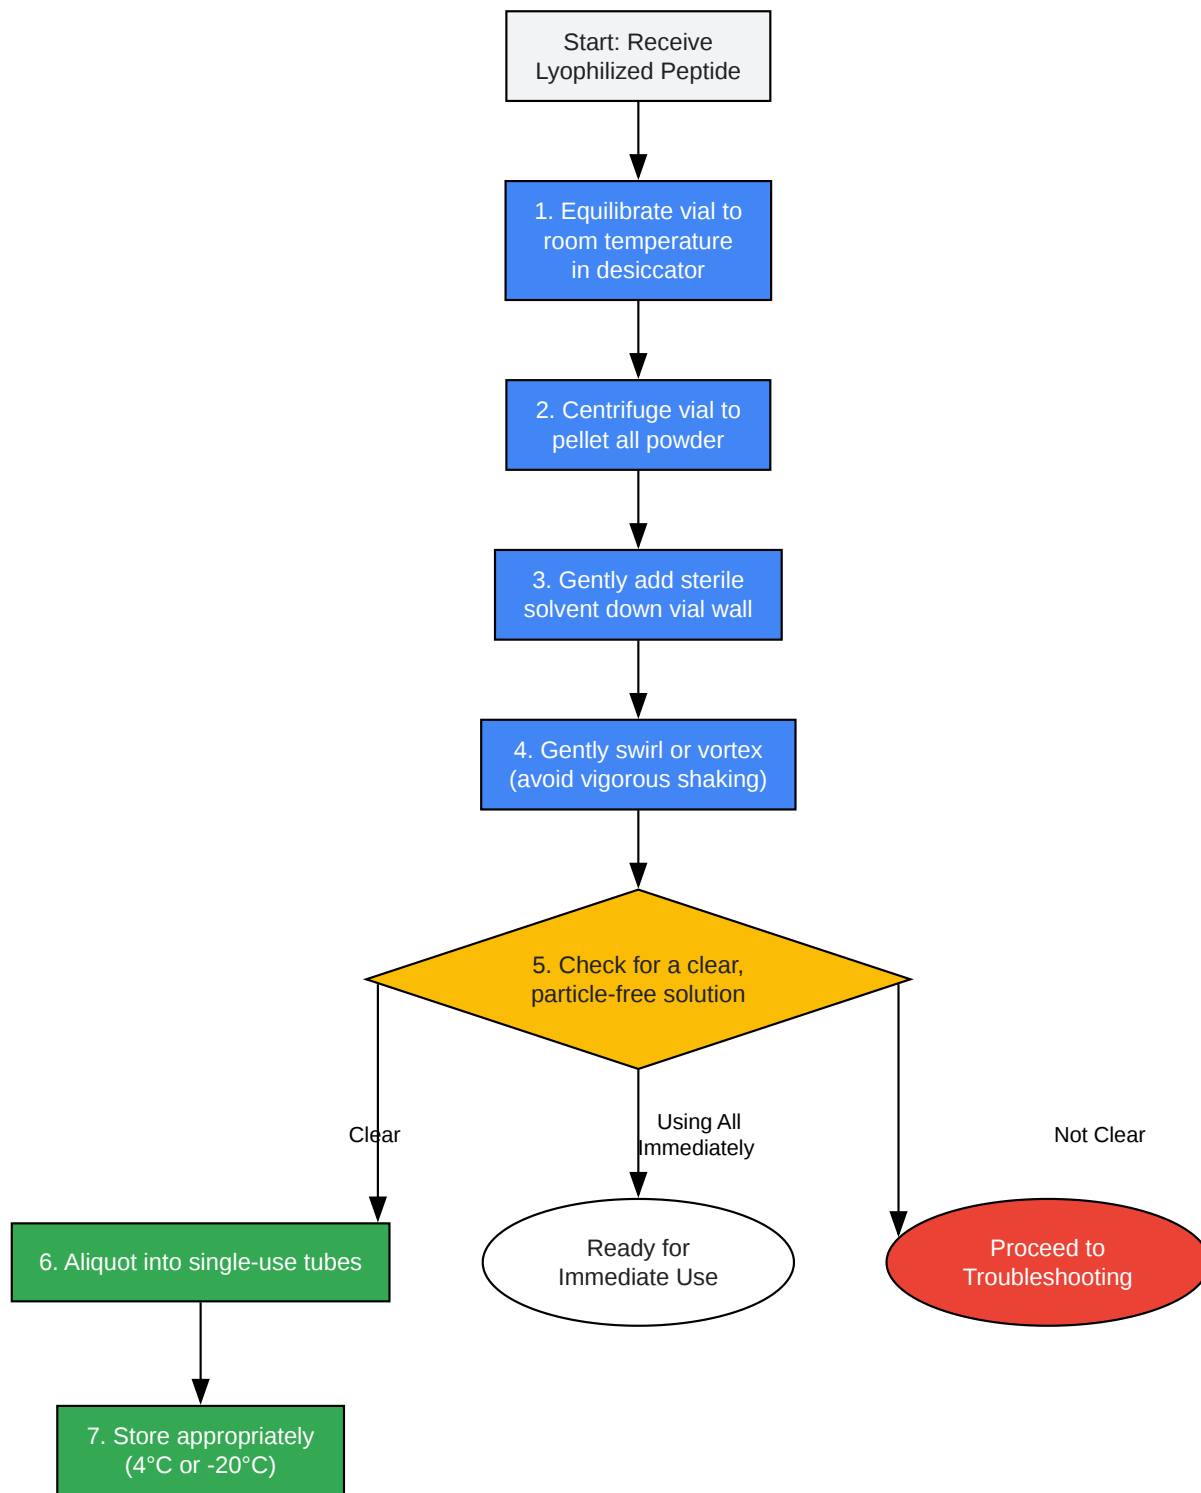 Start: Receive
Lyophilized Peptide
1. Equilibrate vial to
room temperature
in desiccator
2. Centrifuge vial to
pellet all powder
3. Gently add sterile
solvent down vial wall
4. Gently swirl or vortex
(avoid vigorous shaking)
5. Check for a clear,
particle-free solution
Clear
Using All
Immediately
Not Clear
6. Aliquot into single-use tubes
Ready for
Immediate Use
Proceed to
Troubleshooting
7. Store appropriately
(4°C or -20°C)